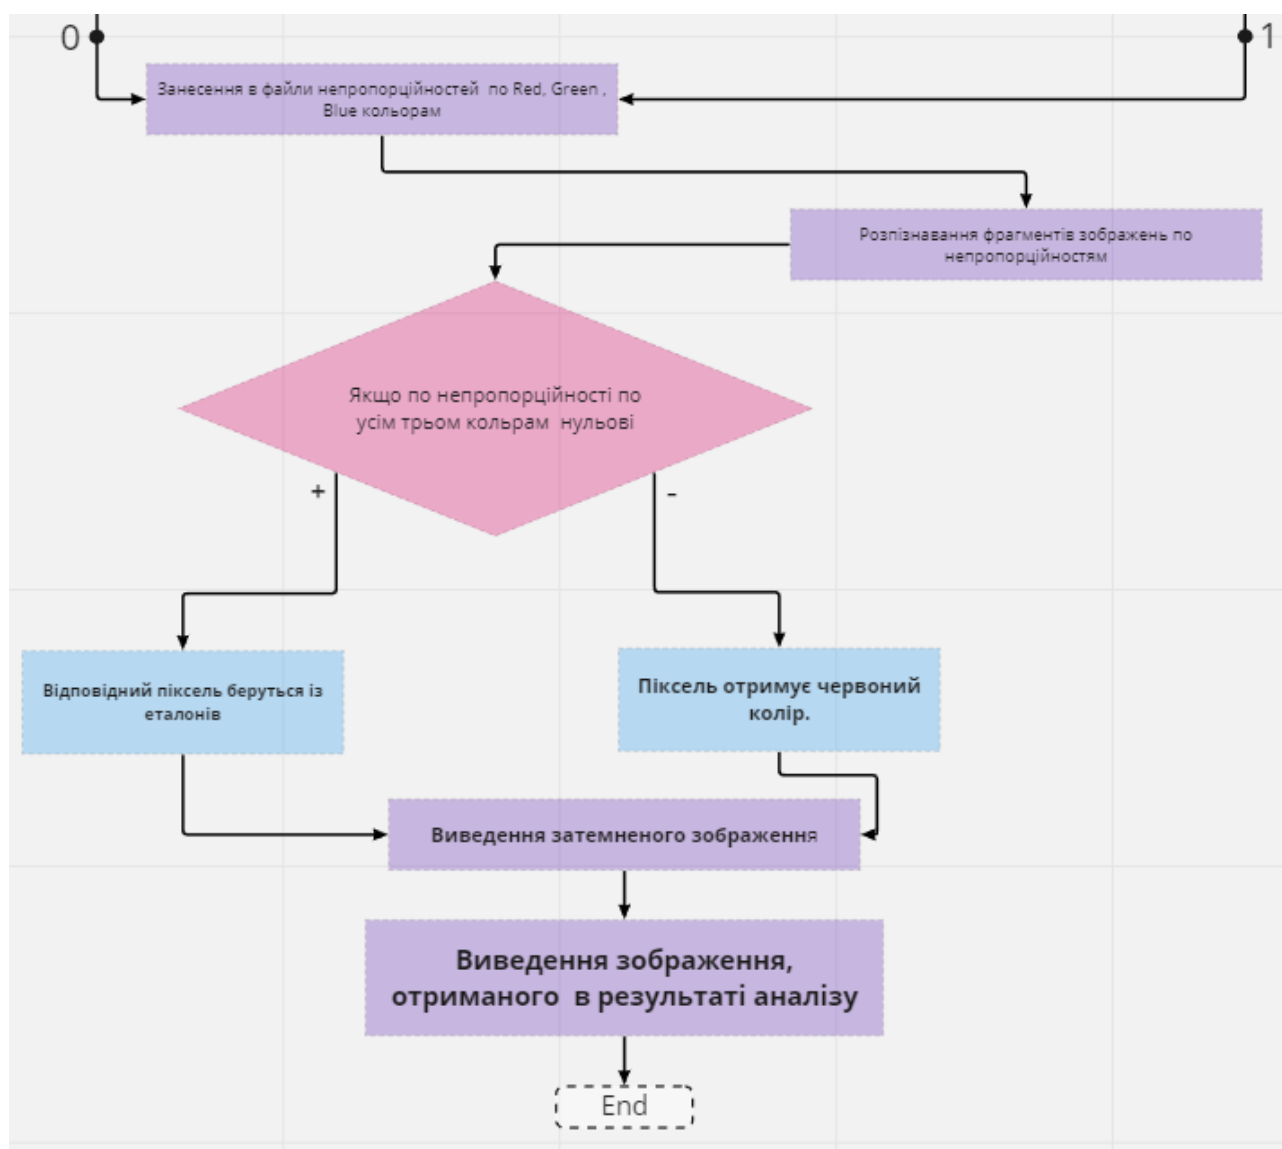 0
1
Занесення в файли непропорційностей по Red, Green ,
Blue кольорам
Розпізнавання фрагментів зображень по
непропорційностям
Якщо по непропорційності по
усім трьом кольрам нульові
+
-
Відповідний піксель беруться із
еталонів
Піксель отримує червоний
колір.
Виведення затемненого зображення
Виведення зображення,
отриманого в результаті аналізу
End